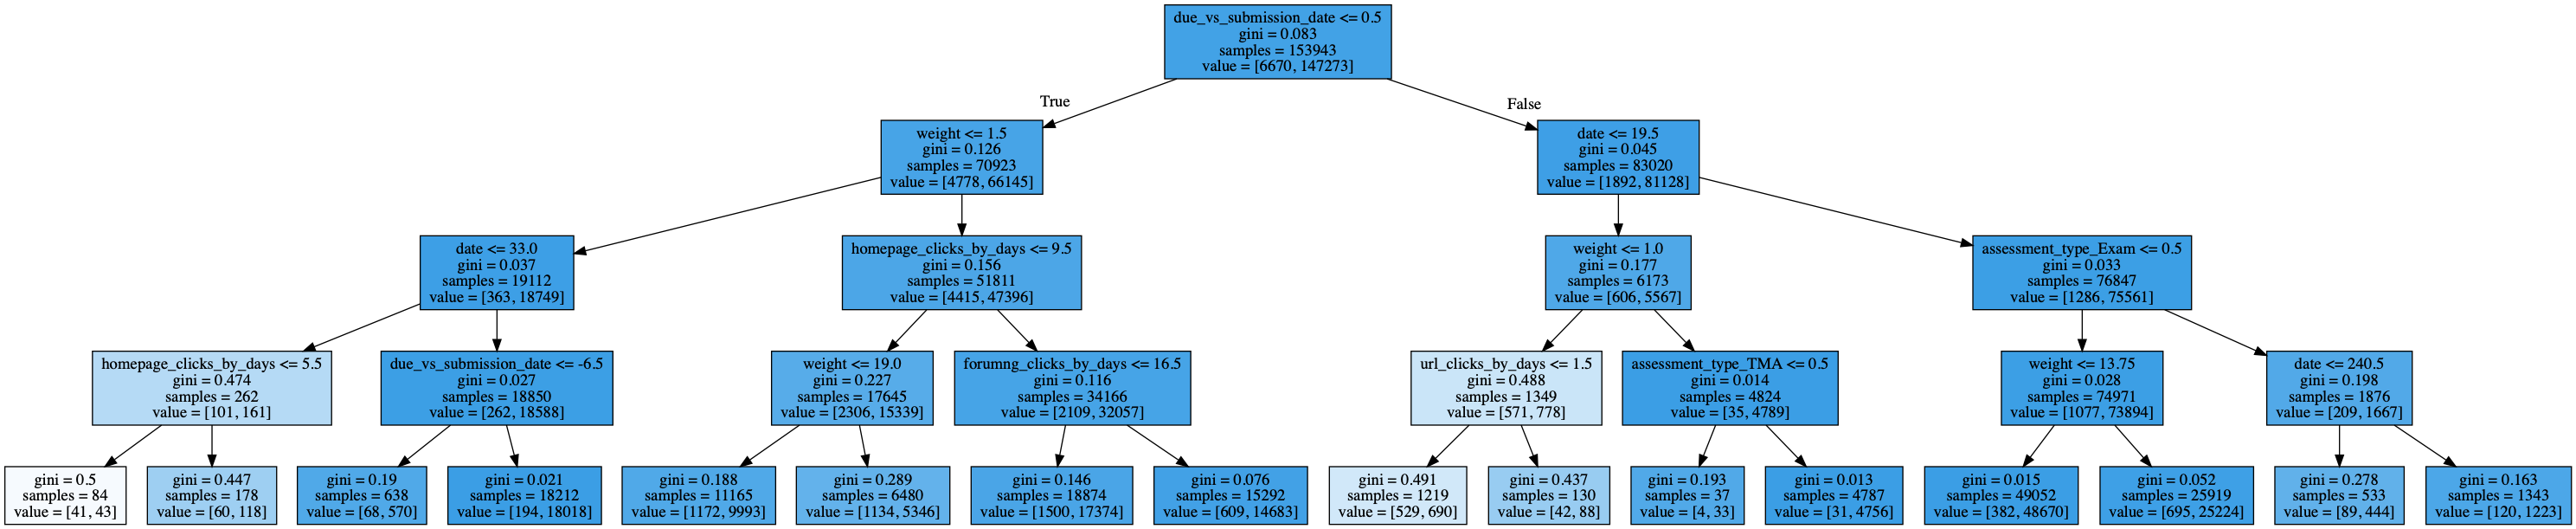 due_vs_submission_date <= 0.5
gini = 0.083
samples = 153943
value = [6670, 147273]
True
False
weight <= 1.5
gini = 0.126
samples = 70923
value = [4778, 66145]
date <= 19.5
gini = 0.045
samples = 83020
value = [1892, 81128]
date <= 33.0
gini = 0.037
samples = 19112
value = [363, 18749]
homepage_clicks_by_days <= 9.5
gini = 0.156
samples = 51811
value = [4415, 47396]
weight <= 1.0
gini = 0.177
samples = 6173
value = [606, 5567]
assessment_type_Exam <= 0.5
gini = 0.033
samples = 76847
value = [1286, 75561]
homepage_clicks_by_days <= 5.5
gini = 0.474
samples = 262
value = [101, 161]
due_vs_submission_date <= -6.5
gini = 0.027
samples = 18850
value = [262, 18588]
weight <= 19.0
gini = 0.227
samples = 17645
value = [2306, 15339]
forumng_clicks_by_days <= 16.5
gini = 0.116
samples = 34166
value = [2109, 32057]
url_clicks_by_days <= 1.5
gini = 0.488
samples = 1349
value = [571, 778]
assessment_type_TMA <= 0.5
gini = 0.014
samples = 4824
value = [35, 4789]
weight <= 13.75
gini = 0.028
samples = 74971
value = [1077, 73894]
date <= 240.5
gini = 0.198
samples = 1876
value = [209, 1667]
gini = 0.5
samples = 84
value = [41, 43]
gini = 0.447
samples = 178
value = [60, 118]
gini = 0.19
samples = 638
value = [68, 570]
gini = 0.021
samples = 18212
value = [194, 18018]
gini = 0.188
samples = 11165
value = [1172, 9993]
gini = 0.289
samples = 6480
value = [1134, 5346]
gini = 0.146
samples = 18874
value = [1500, 17374]
gini = 0.076
samples = 15292
value = [609, 14683]
gini = 0.491
samples = 1219
value = [529, 690]
gini = 0.437
samples = 130
value = [42, 88]
gini = 0.193
samples = 37
value = [4, 33]
gini = 0.013
samples = 4787
value = [31, 4756]
gini = 0.015
samples = 49052
value = [382, 48670]
gini = 0.052
samples = 25919
value = [695, 25224]
gini = 0.278
samples = 533
value = [89, 444]
gini = 0.163
samples = 1343
value = [120, 1223]